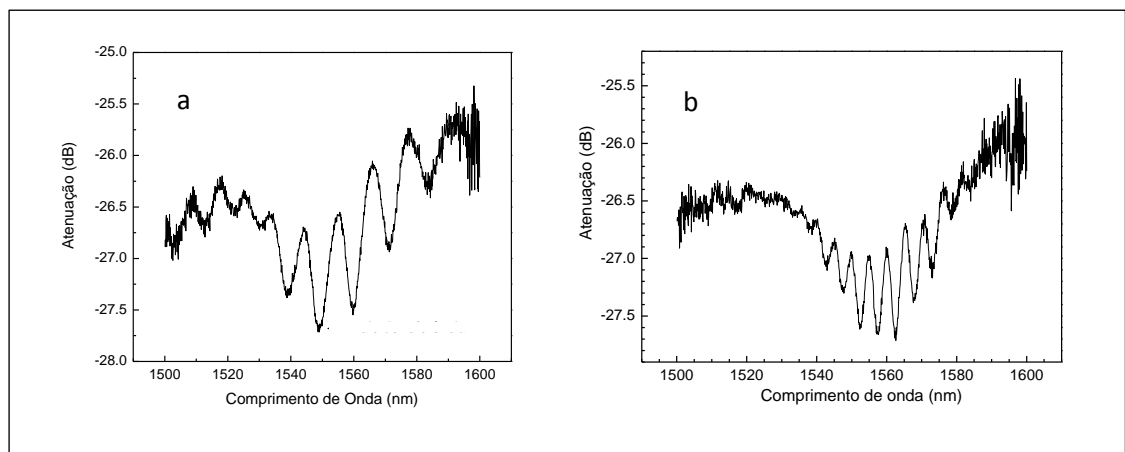 a
-25.0
-25.5
-26.0
-26.5
-27.0
-27.5
-28.0
Atenuação (dB)
1500 1520 1540 1560 1580 1600
Comprimento de Onda (nm)
b
-25.5
-26.0
-26.5
-27.0
-27.5
Atenuação (dB)
1500 1520 1540 1560 1580 1600
Comprimento de onda (nm)